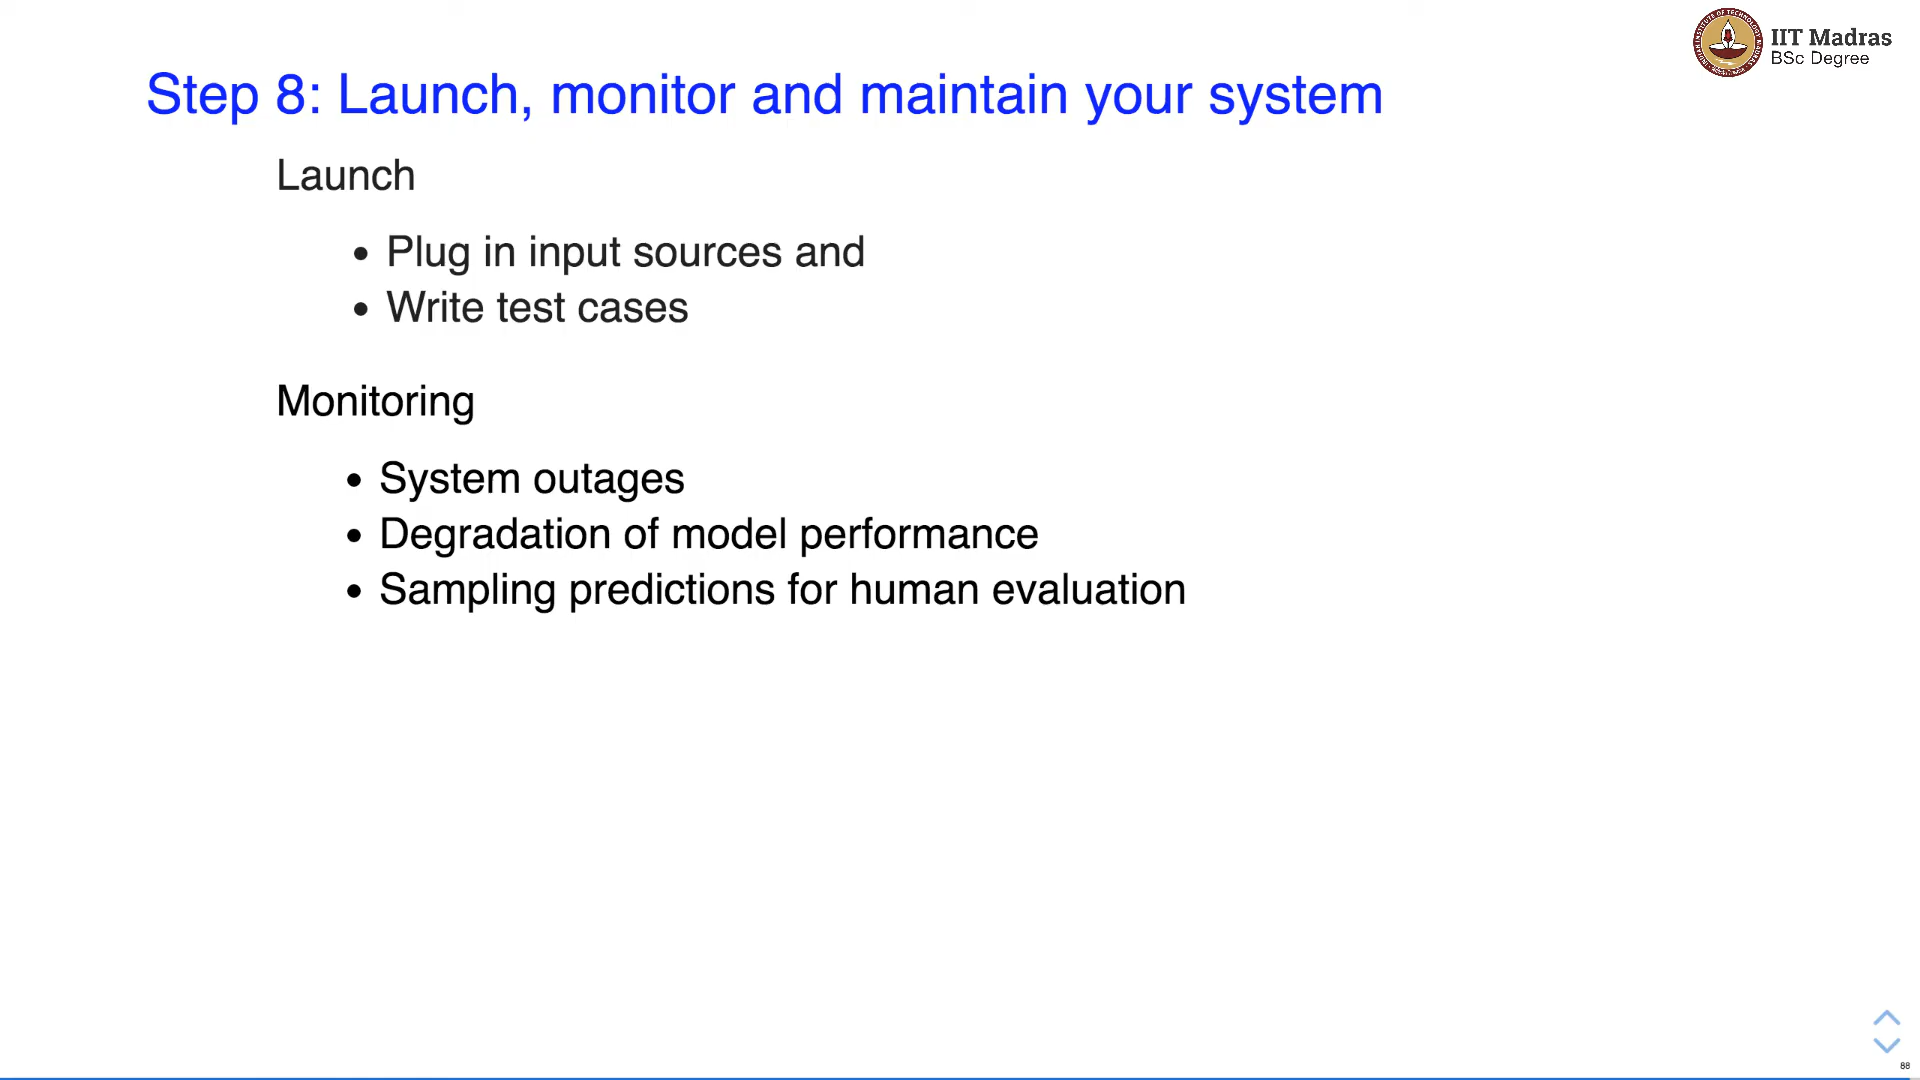 IIT Madras
BSc Degree
Step 8: Launch, monitor and maintain your system
Launch
• Plug in input sources and
• Write test cases
Monitoring
• System outages
• Degradation of model performance
• Sampling predictions for human evaluation
88